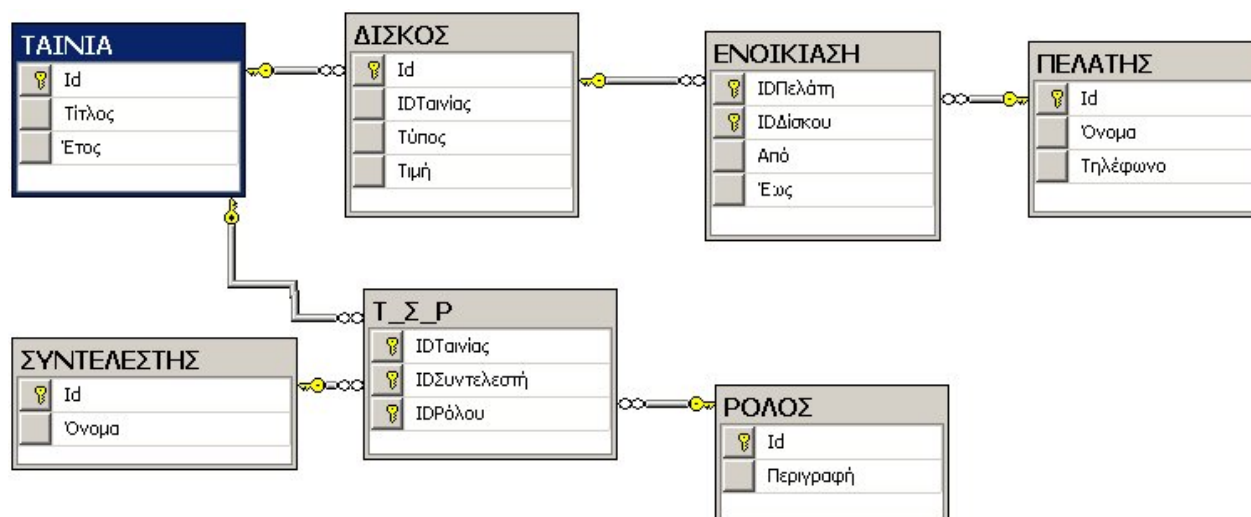 ΤΑΙΝΙΑ
Id
Τίτλος
Έτος
ΔΙΣΚΟΣ
Id
IDΤαινίας
Τύπος
Τιμή
ΕΝΟΙΚΙΑΣΗ
IDΠελάτη
IDΔίσκου
Από
Έως
ΠΕΛΑΤΗΣ
Id
Όνομα
Τηλέφωνο
ΣΥΝΤΕΛΕΣΤΗΣ
Id
Όνομα
Τ_Σ_Ρ
IDΤαινίας
IDΣυντελεστή
IDΡόλου
ΡΟΛΟΣ
Id
Περιγραφή